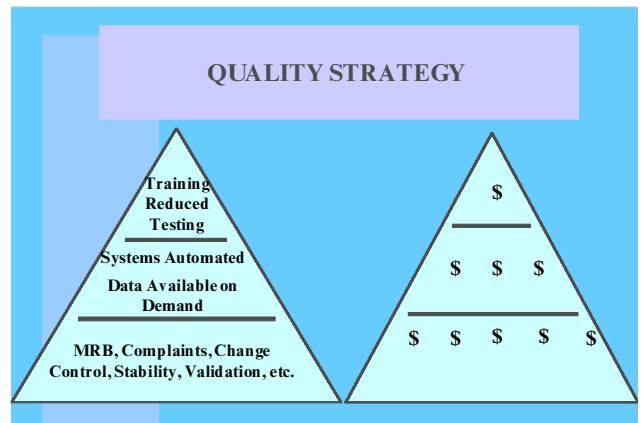 QUALITY STRATEGY
Training
Reduced
Testing
Systems Automated
Data Available on
Demand
MRB, Complaints, Change
Control, Stability, Validation, etc.
$
$ $ $
$ $ $ $ $